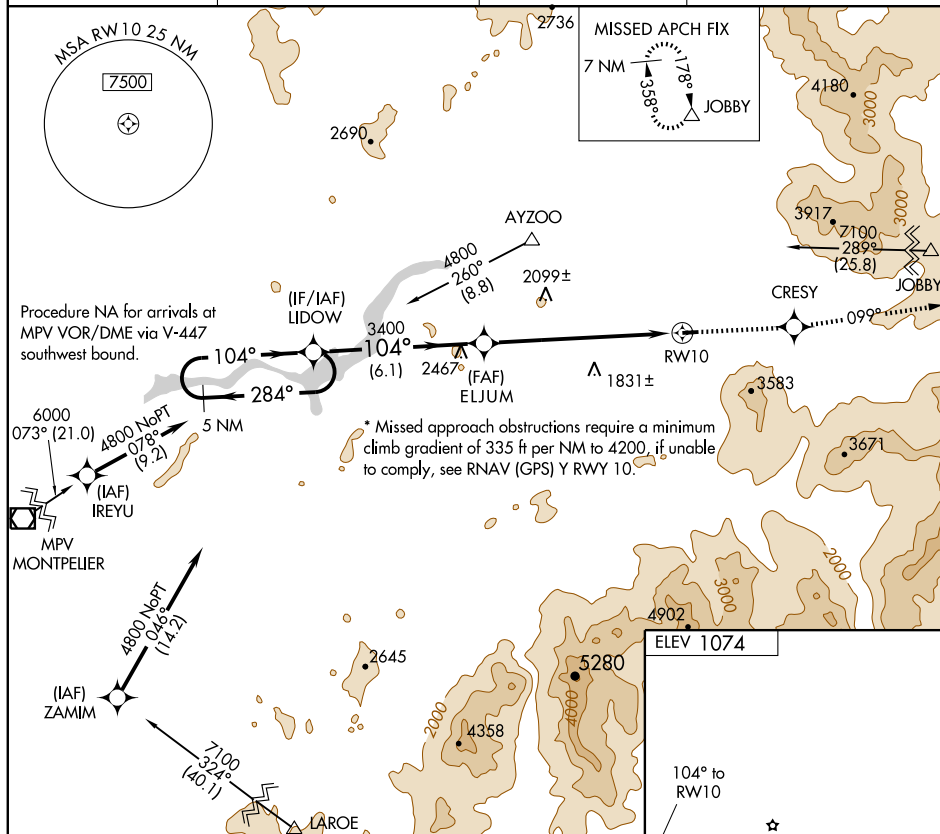 MSA RW10 25 NM
7500
2736
MISSED APCH FIX
7 NM
358°
178°
JOBBY
4180
3000
2690
3917
3000
7100
289°
(25.8)
JOBBY
AYZOO
4800
260°
(8.8)
2099±
CRESY
099°
Procedure NA for arrivals at
MPV VOR/DME via V-447
southwest bound.
(IF/IAF)
LIDOW
3400
104°
(6.1)
104°
284°
5 NM
2467
(FAF)
ELJUM
RW10
1831±
3583
3671
* Missed approach obstructions require a minimum
climb gradient of 335 ft per NM to 4200, if unable
to comply, see RNAV (GPS) Y RWY 10.
6000
073° (21.0)
4800 NoPT
078°
(9.2)
(IAF)
IREYU
MPV
MONTPELIER
4800 NoPT
046°
(14.2)
(IAF)
ZAMIM
2645
7100
324°
(40.1)
LAROE
2000
4358
5280
4000
4902
3000
2000
ELEV 1074
104° to
RW10